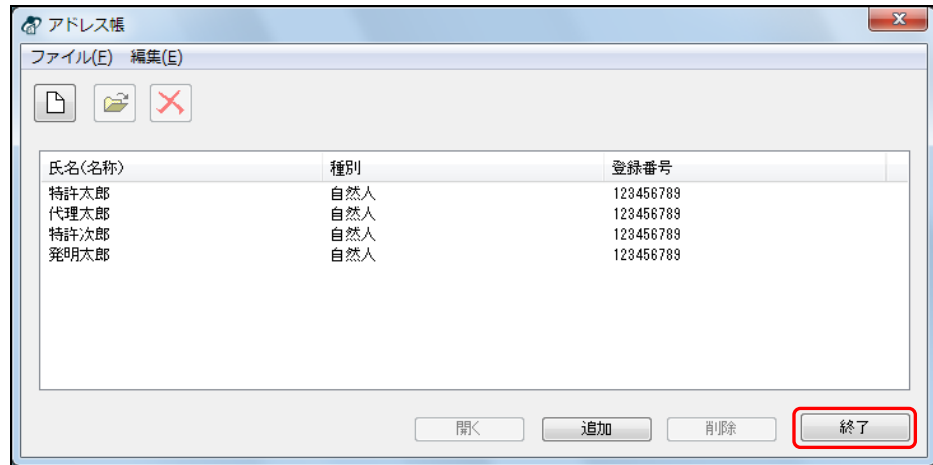 アドレス帳
ファイル(F) 編集(E)
氏名(名称) 種別 登録番号
特許太郎 自然人 123456789
代理太郎 自然人 123456789
特許次郎 自然人 123456789
発明太郎 自然人 123456789
開く 追加 削除 終了